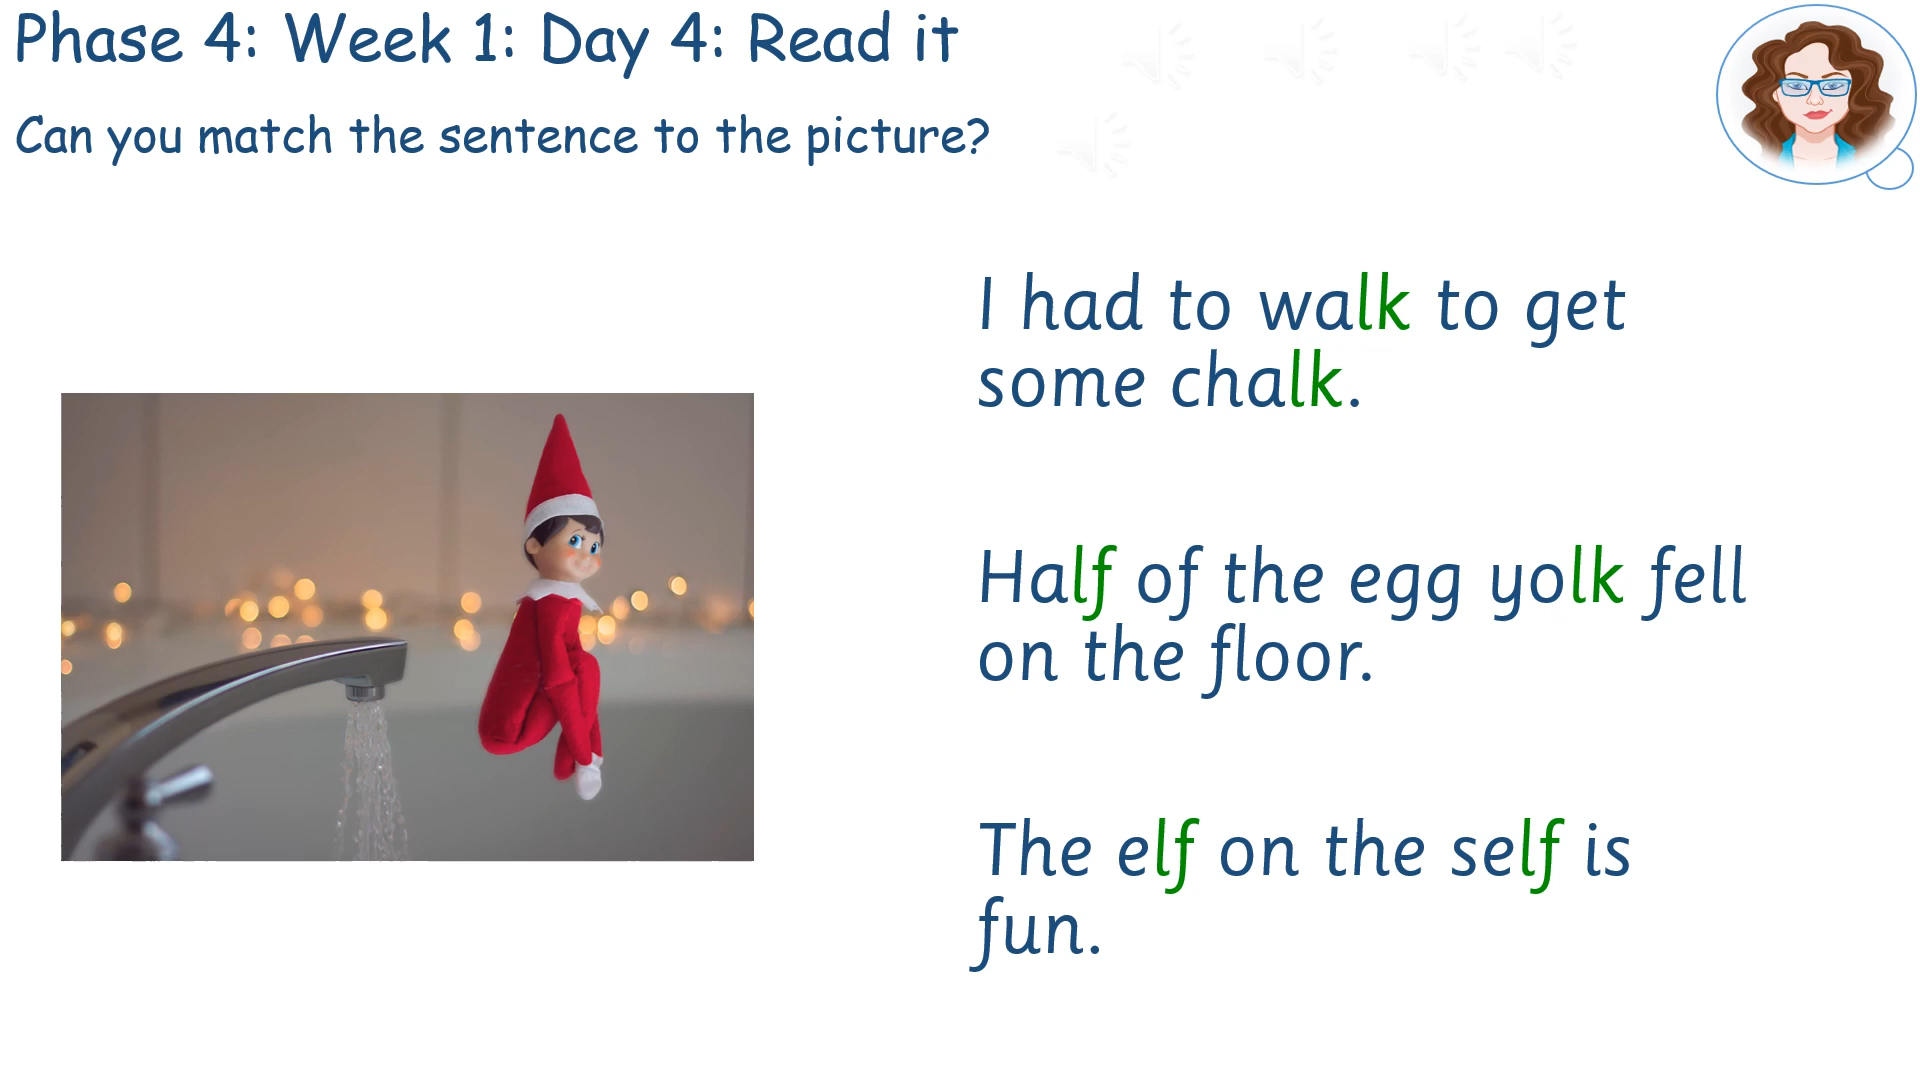 Phase 4: Week 1: Day 4: Read it
Can you match the sentence to the picture?
I had to walk to get
some chalk.
Half of the egg yolk fell
on the floor.
The elf on the self is
fun.